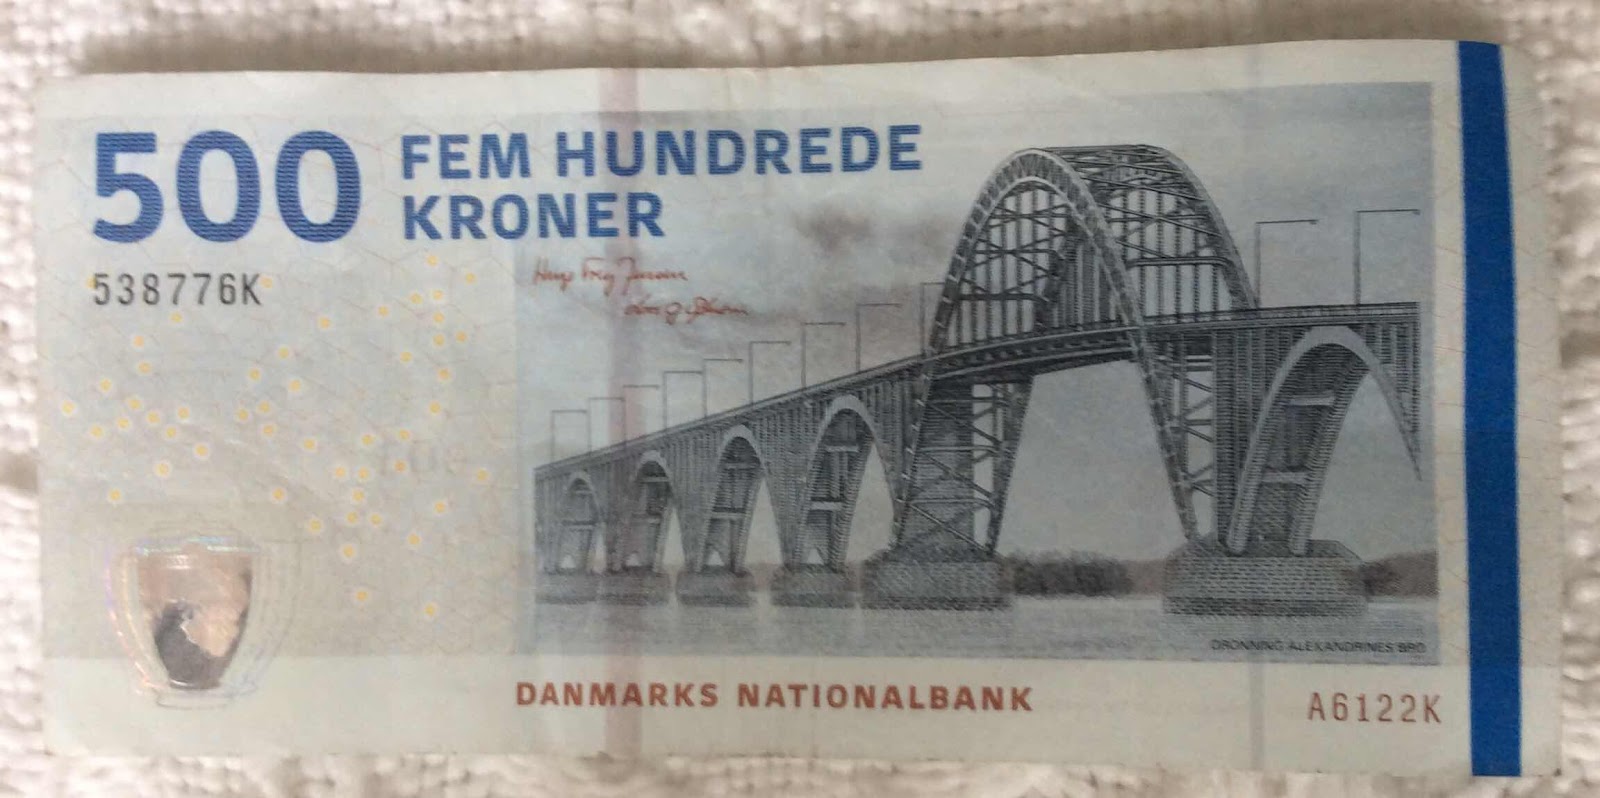 500
FEM HUNDREDE
KRONER
538776K
DRONNING ALEXANDRINES BRO
DANMARKS NATIONALBANK
A6122K